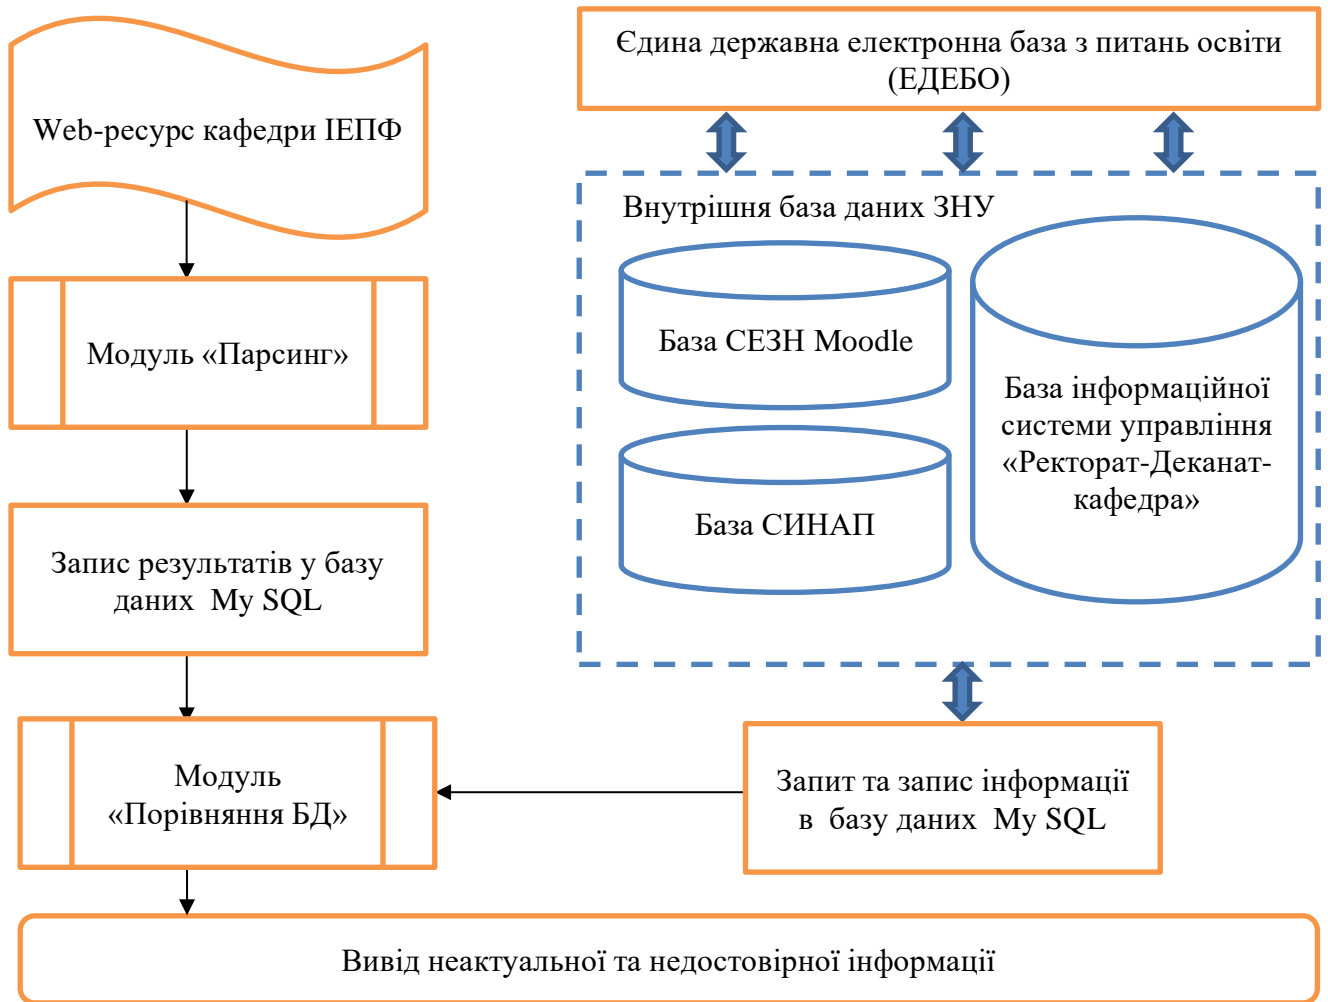 Web-ресурс кафедри ІЕПФ
Модуль «Парсинг»
Запис результатів у базу
даних My SQL
Модуль
«Порівняння БД»
Єдина державна електронна база з питань освіти
(ЕДЕБО)
Внутрішня база даних ЗНУ
База СЕЗН Moodle
База СИНАП
База інформаційної
системи управління
«Ректорат-Деканат-
кафедра»
Запит та запис інформації
в базу даних My SQL
Вивід неактуальної та недостовірної інформації